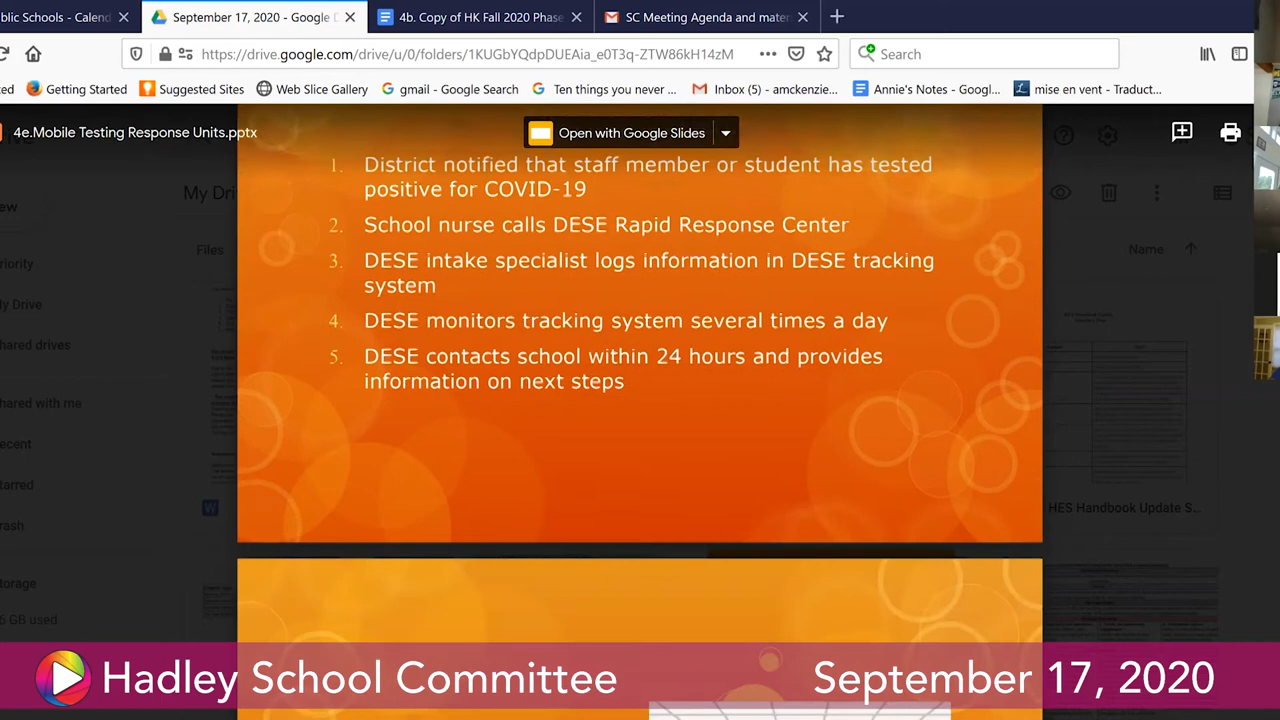 blic Schools - Calend
September 17, 2020 - Google D
4b. Copy of HK Fall 2020 Phase
SC Meeting Agenda and mater
https://drive.google.com/drive/u/0/folders/1KUGbYQdpDUEAia_e0T3q-ZTW86kH14zM
Search
ed
Getting Started
Suggested Sites
Web Slice Gallery
gmail - Google Search
Ten things you never ...
Inbox (5) - amckenzie...
Annie's Notes - Googl...
mise en vent - Traduct...
4e.Mobile Testing Response Units.pptx
Open with Google Slides
My Dri
ew
Files
Name
riority
y Drive
hared drives
hared with me
ecent
tarred
rash
torage
GB used
HES Handbook Update S...
1. District notified that staff member or student has tested
positive for COVID-19
2. School nurse calls DESE Rapid Response Center
3. DESE intake specialist logs information in DESE tracking
system
4. DESE monitors tracking system several times a day
5. DESE contacts school within 24 hours and provides
information on next steps
Hadley School Committee
September 17, 2020